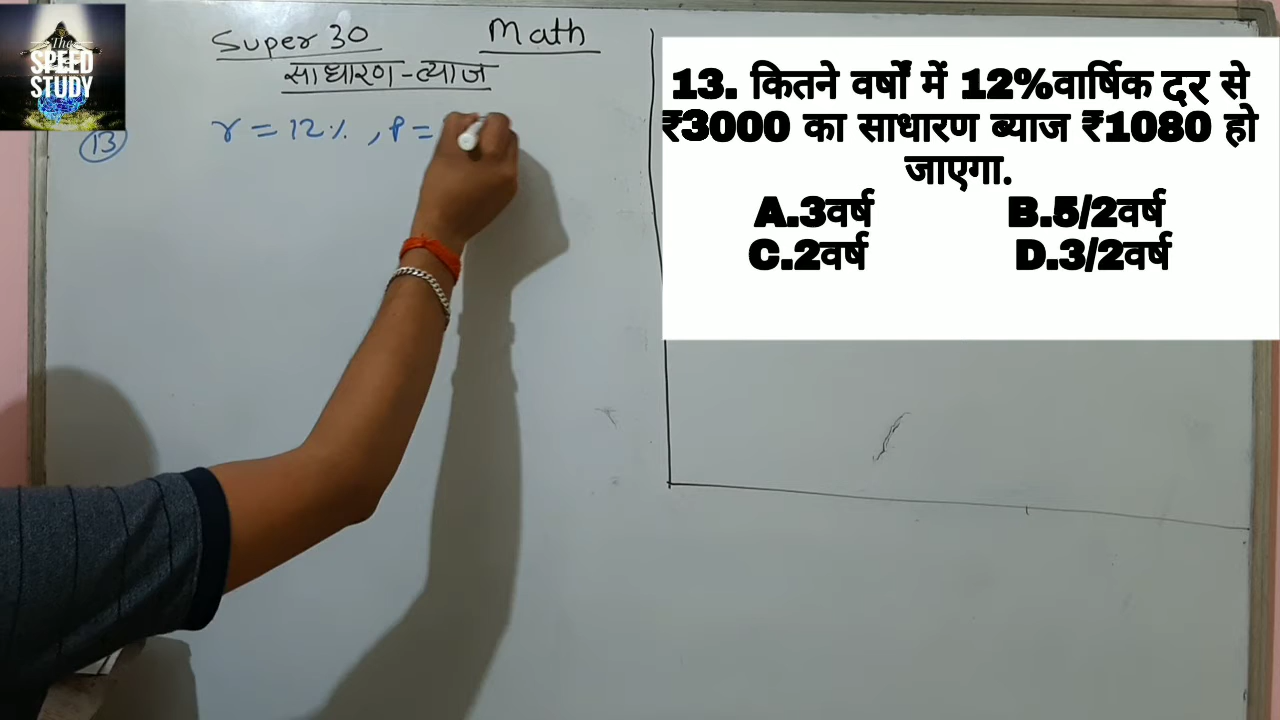 The
SPEED
STUDY
Super 30 Math
साधारण-ब्याज
13 r = 12% , P =
13. कितने वर्षों में 12%वार्षिक दर से
₹3000 का साधारण ब्याज ₹1080 हो
जाएगा.
A.3वर्ष B.5/2वर्ष
C.2वर्ष D.3/2वर्ष